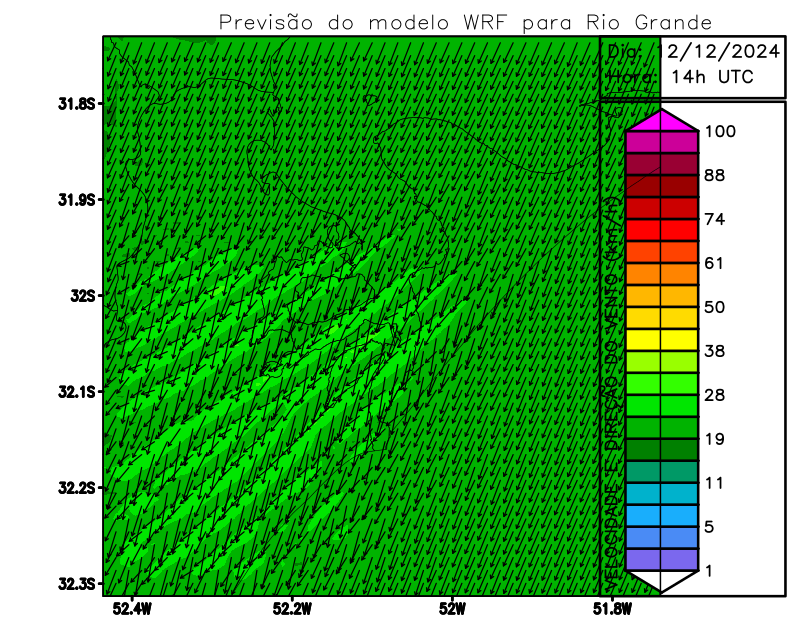 Previsão do modelo WRF para Rio Grande
Dia: 12/12/2024
Hora: 14h UTC
VELOCIDADE E DIREÇÃO DO VENTO (km/h)
100
88
74
61
50
38
28
19
11
5
1
31.8S
31.9S
32S
32.1S
32.2S
32.3S
52.4W
52.2W
52W
51.8W